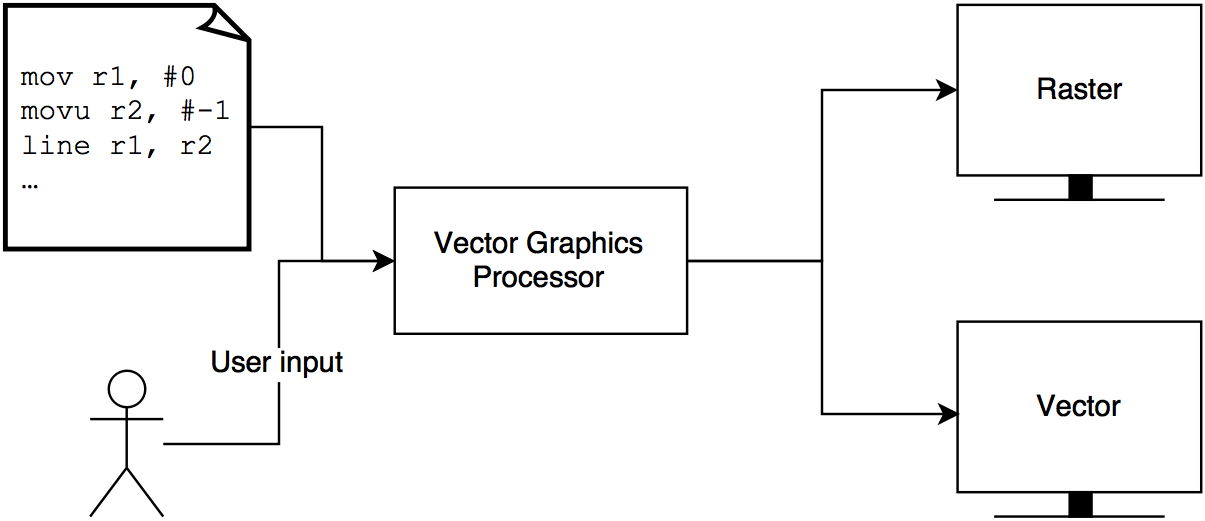 mov r1, #0
movu r2, #-1
line r1, r2
…
User input
Vector Graphics
Processor
Raster
Vector